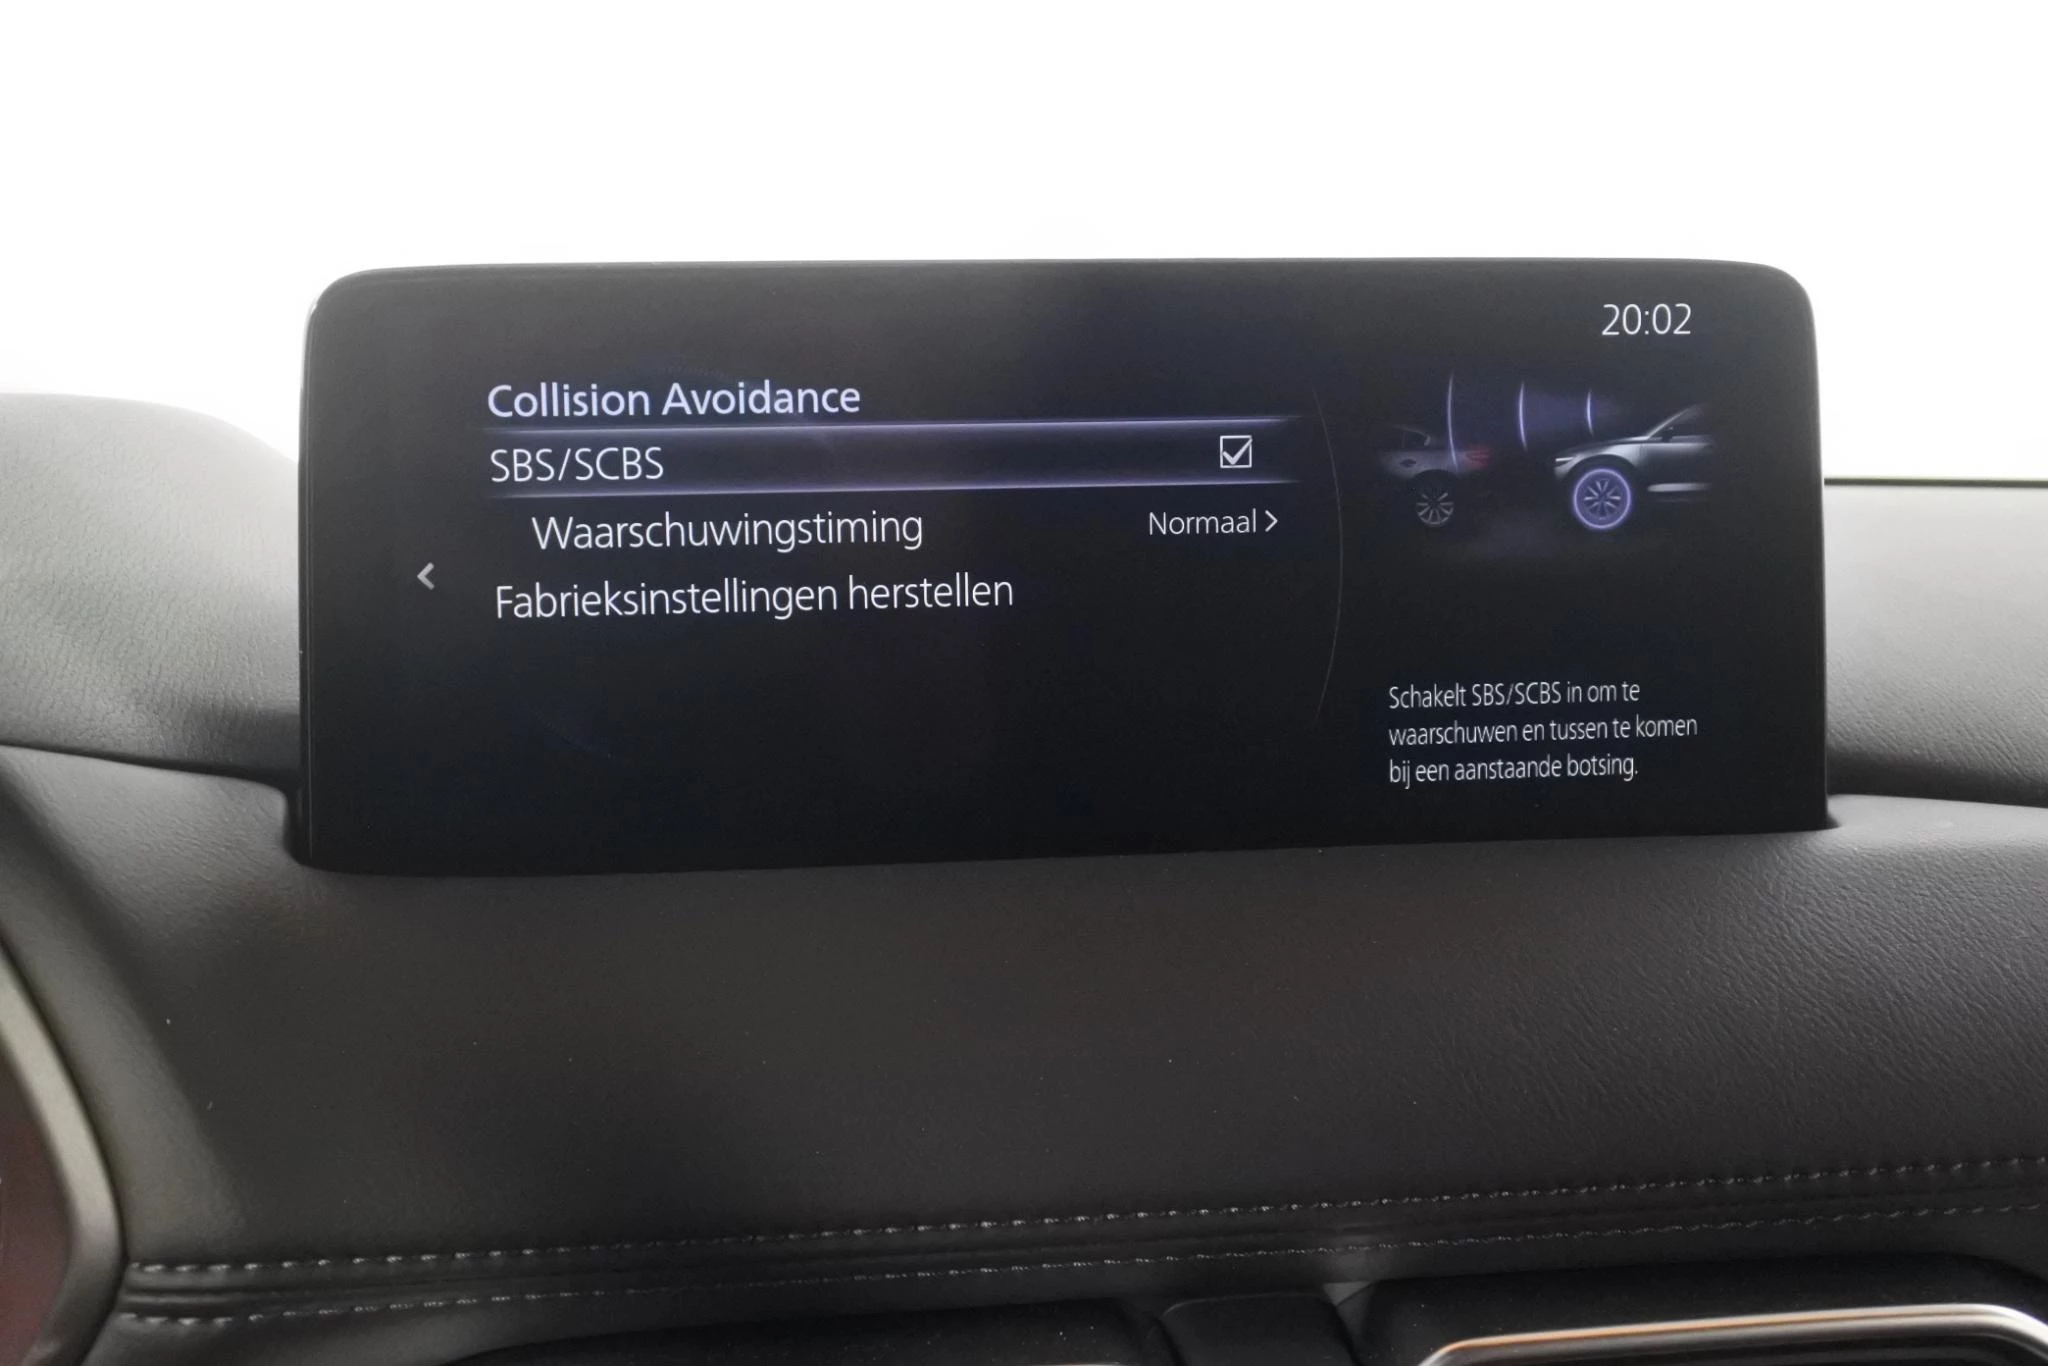 20:02
Collision Avoidance
SBS/SCBS
Waarschuwingstiming Normaal
Fabrieksinstellingen herstellen
Schakelt SBS/SCBS in om te
waarschuwen en tussen te komen
bij een aanstaande botsing.